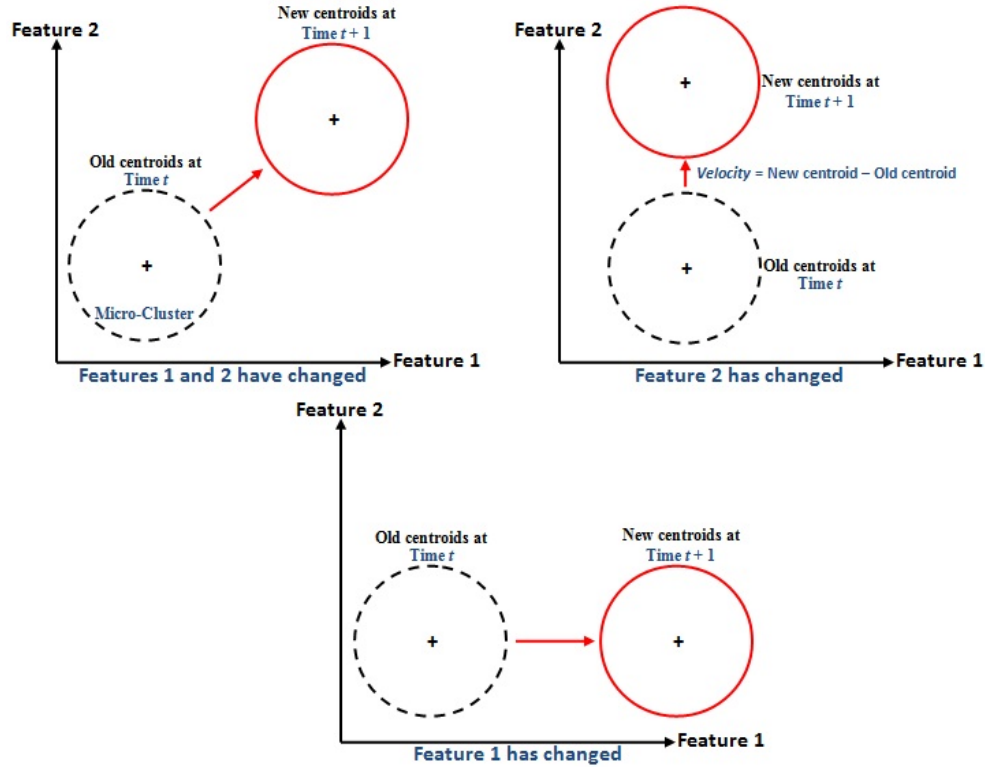 Feature 2
New centroids at
Time t + 1
Old centroids at
Time t
+
+
Micro-Cluster
Feature 1
Features 1 and 2 have changed
Feature 2
+
New centroids at
Time t + 1
Velocity = New centroid – Old centroid
+
Old centroids at
Time t
Feature 1
Feature 2 has changed
Feature 2
Old centroids at
Time t
New centroids at
Time t + 1
+
+
Feature 1
Feature 1 has changed